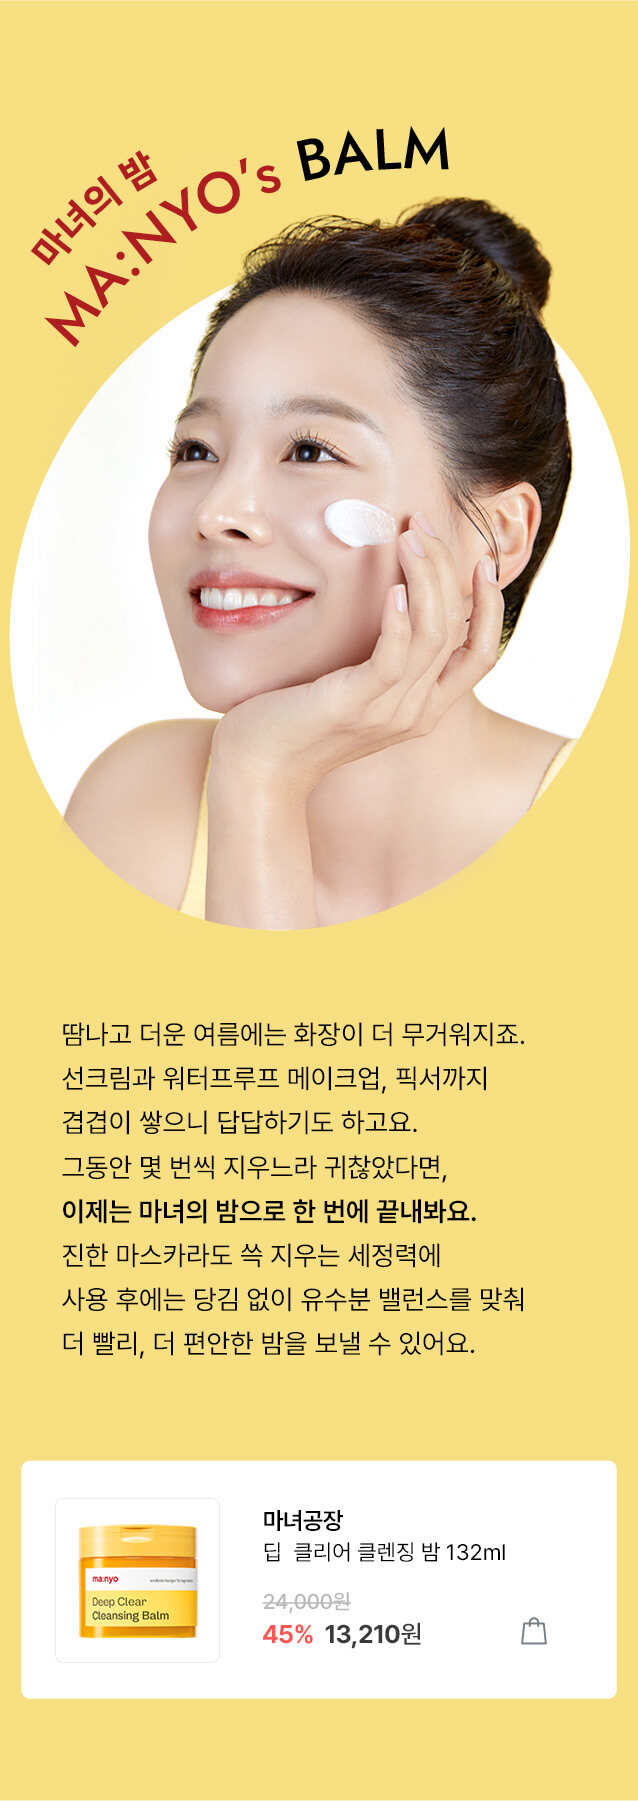 마녀의 밤
MA:NYO's BALM
땀나고 더운 여름에는 화장이 더 무거워지죠.
선크림과 워터프루프 메이크업, 픽서까지
겹겹이 쌓으니 답답하기도 하고요.
그동안 몇 번씩 지우느라 귀찮았다면,
이제는 마녀의 밤으로 한 번에 끝내봐요.
진한 마스카라도 쓱 지우는 세정력에
사용 후에는 당김 없이 유수분 밸런스를 맞춰
더 빨리, 더 편안한 밤을 보낼 수 있어요.
ma:nyo
Deep Clear
Cleansing Balm
마녀공장
딥 클리어 클렌징 밤 132ml
24,000원
45% 13,210원